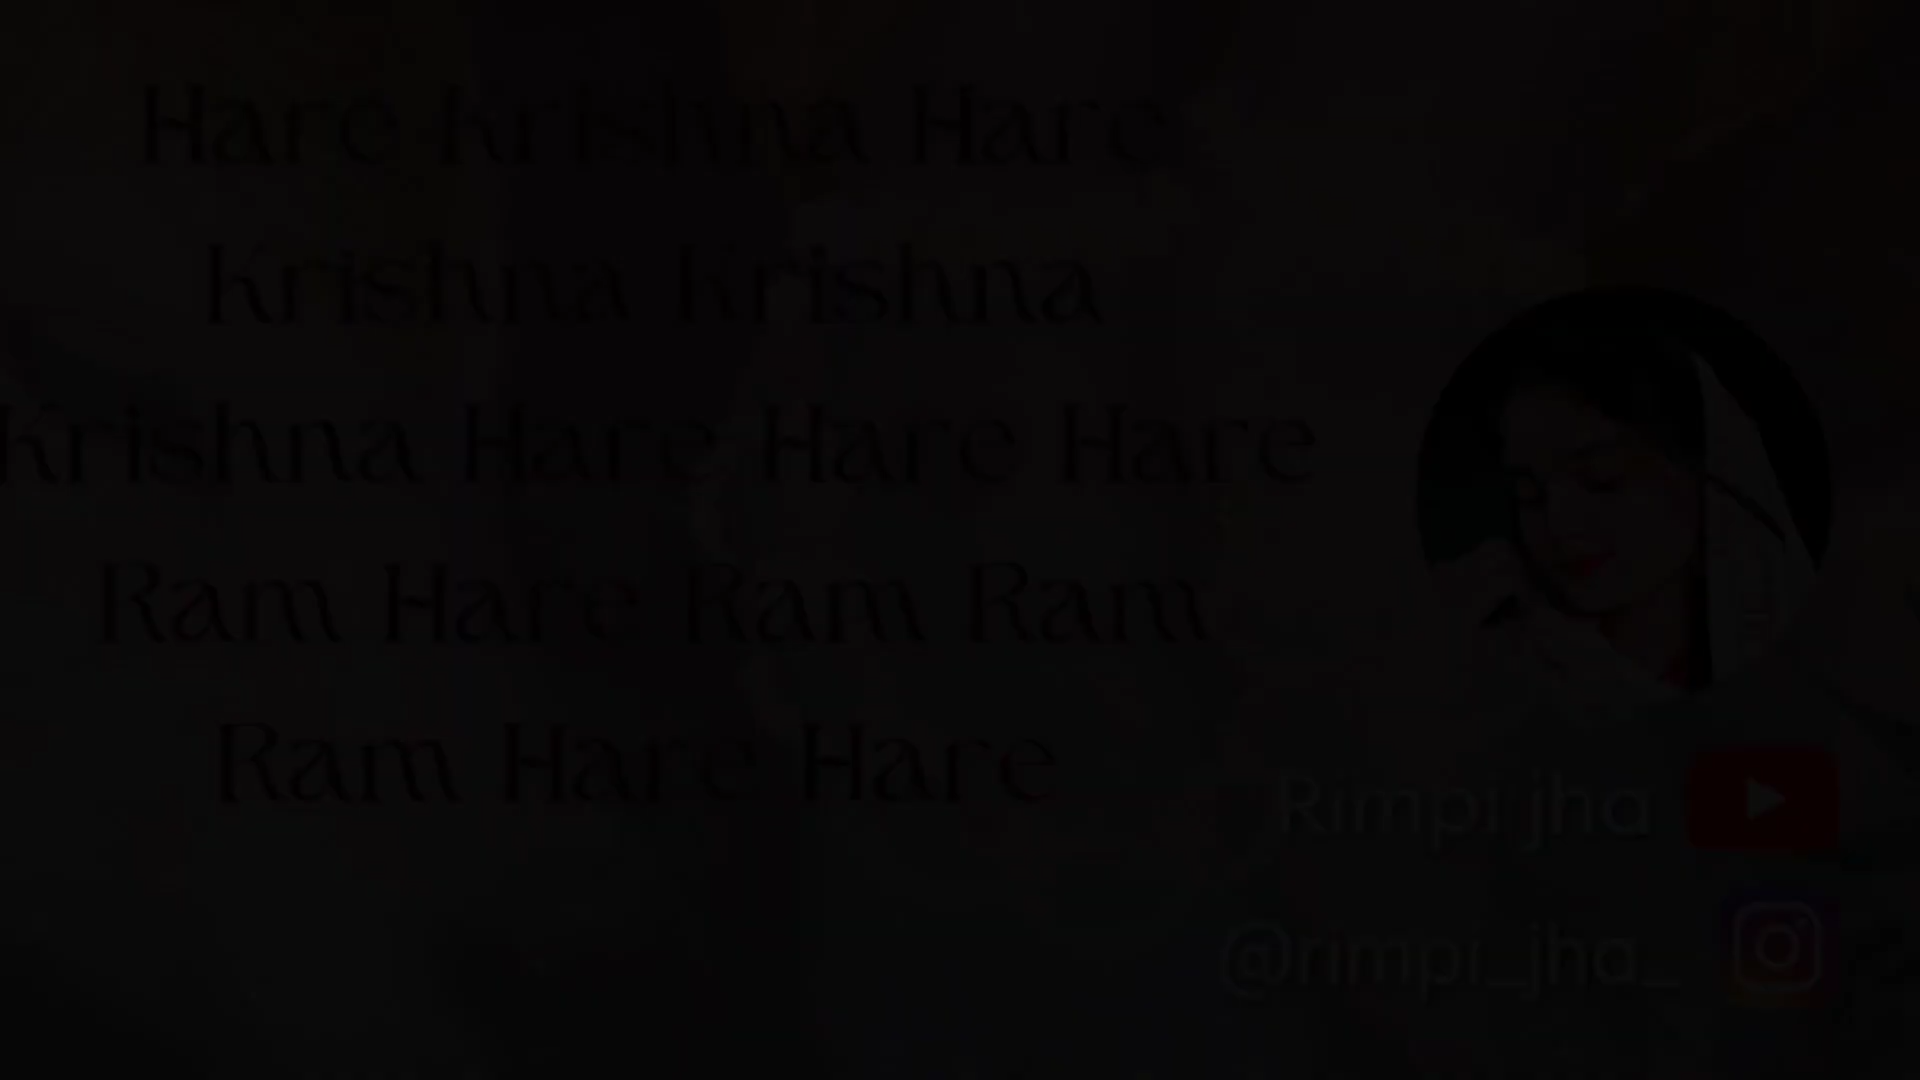 Hare Krishna Hare
Krishna Krishna
Krishna Hare Hare Hare
Ram Hare Ram Ram
Ram Hare Hare
Rimpi jha
@rimpi_jha_